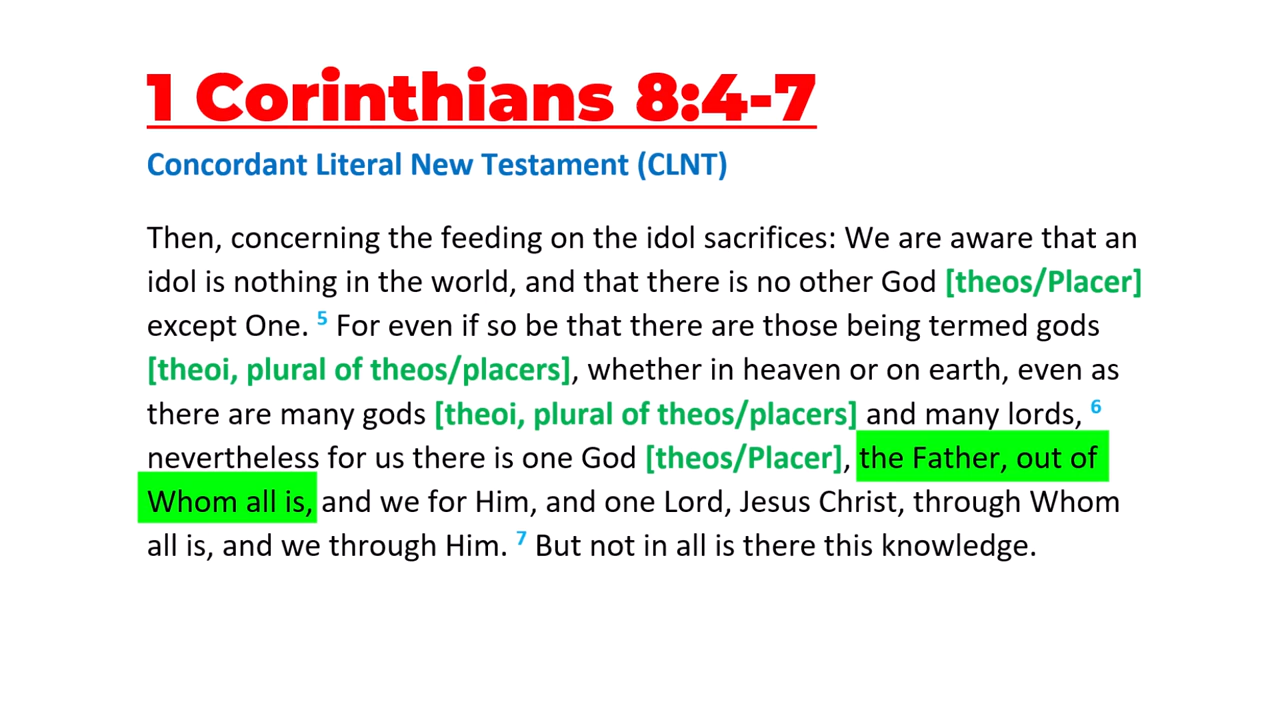 1 Corinthians 8:4-7
Concordant Literal New Testament (CLNT)
Then, concerning the feeding on the idol sacrifices: We are aware that an
idol is nothing in the world, and that there is no other God [theos/Placer]
except One. 5 For even if so be that there are those being termed gods
[theoi, plural of theos/placers], whether in heaven or on earth, even as
there are many gods [theoi, plural of theos/placers] and many lords, 6
nevertheless for us there is one God [theos/Placer], the Father, out of
Whom all is, and we for Him, and one Lord, Jesus Christ, through Whom
all is, and we through Him. 7 But not in all is there this knowledge.